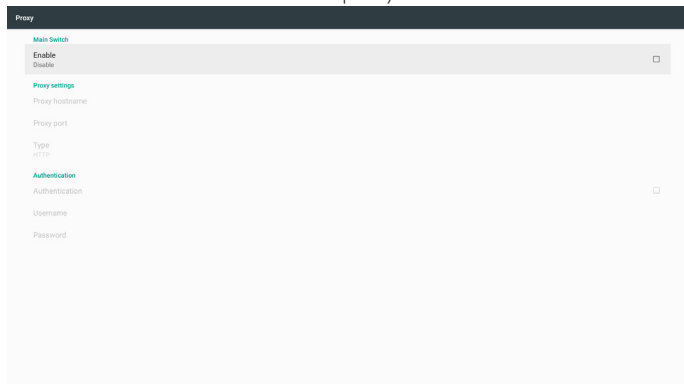 Proxy
Main Switch
Enable
Disable
Proxy settings
Proxy hostname
Proxy port
Type
HTTP
Authentication
Authentication
Username
Password